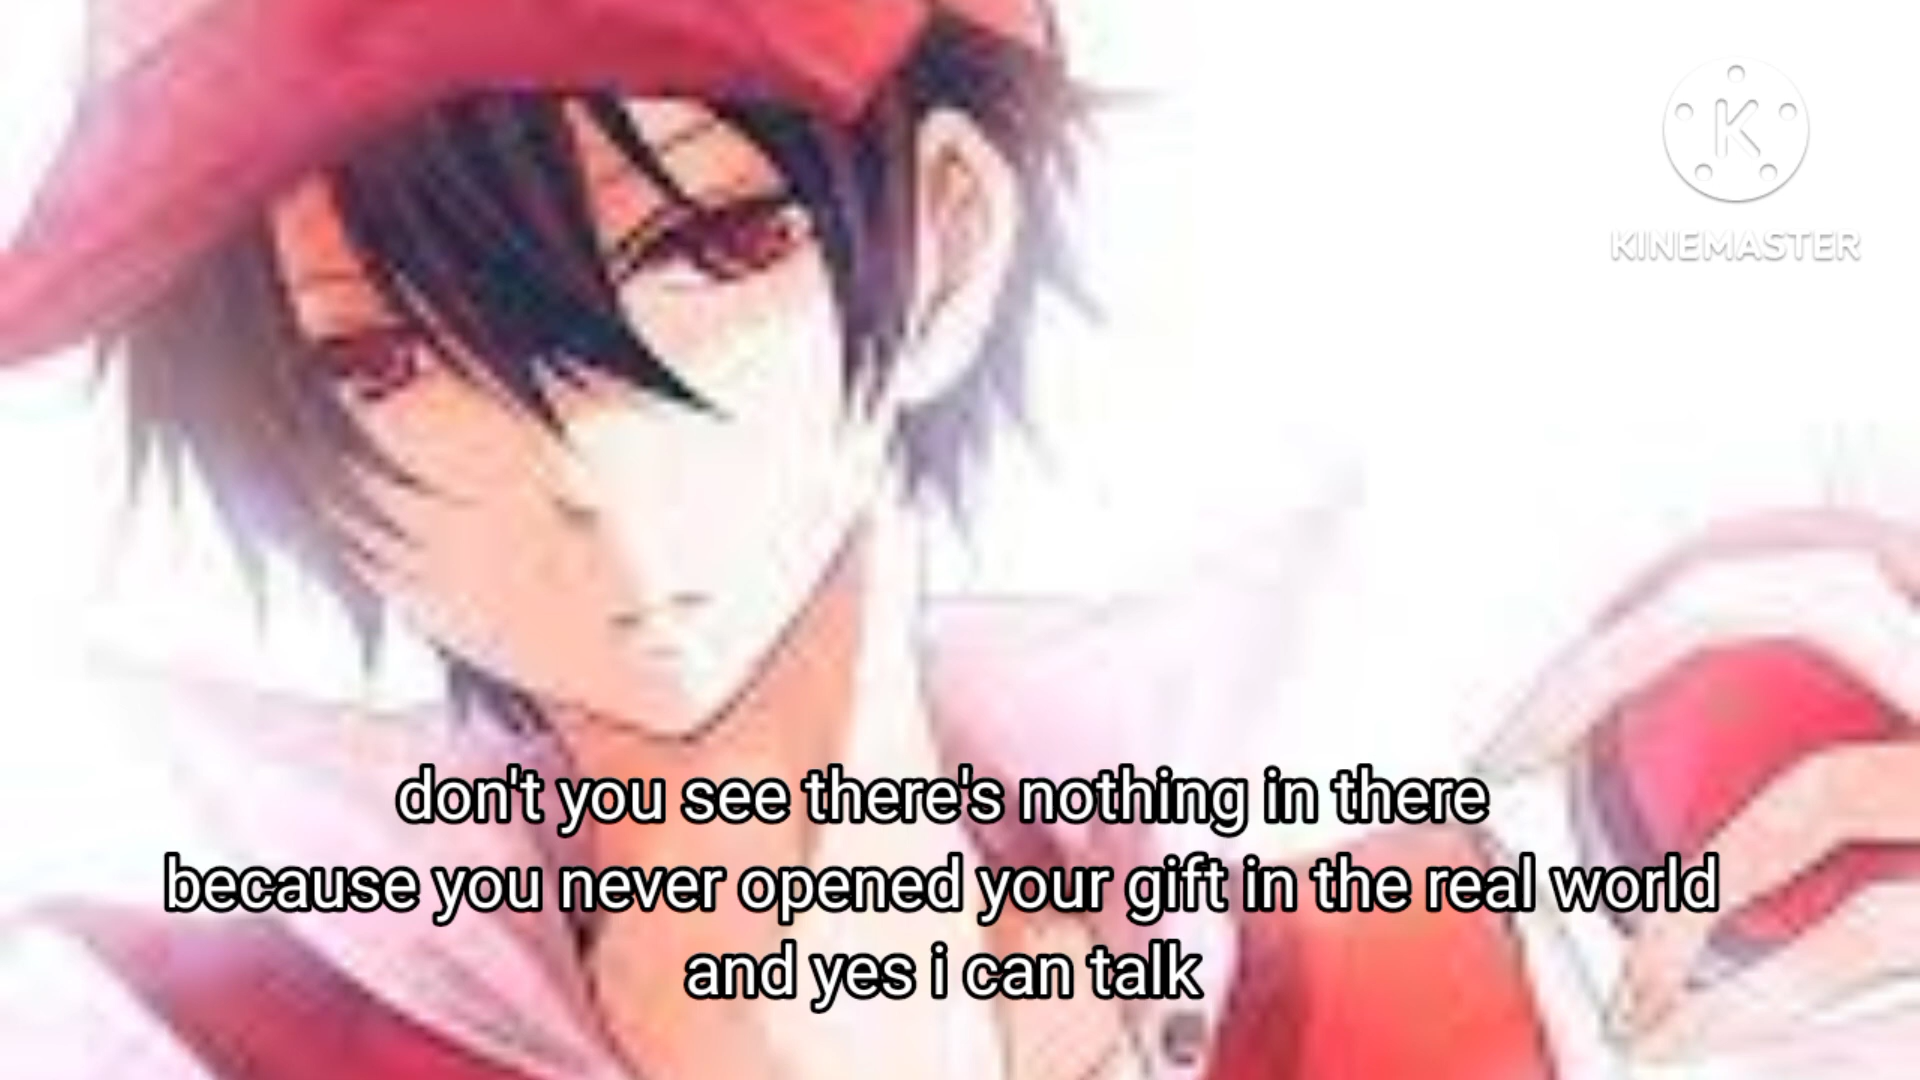 K
KINEMASTER
don't you see there's nothing in there
because you never opened your gift in the real world
and yes i can talk